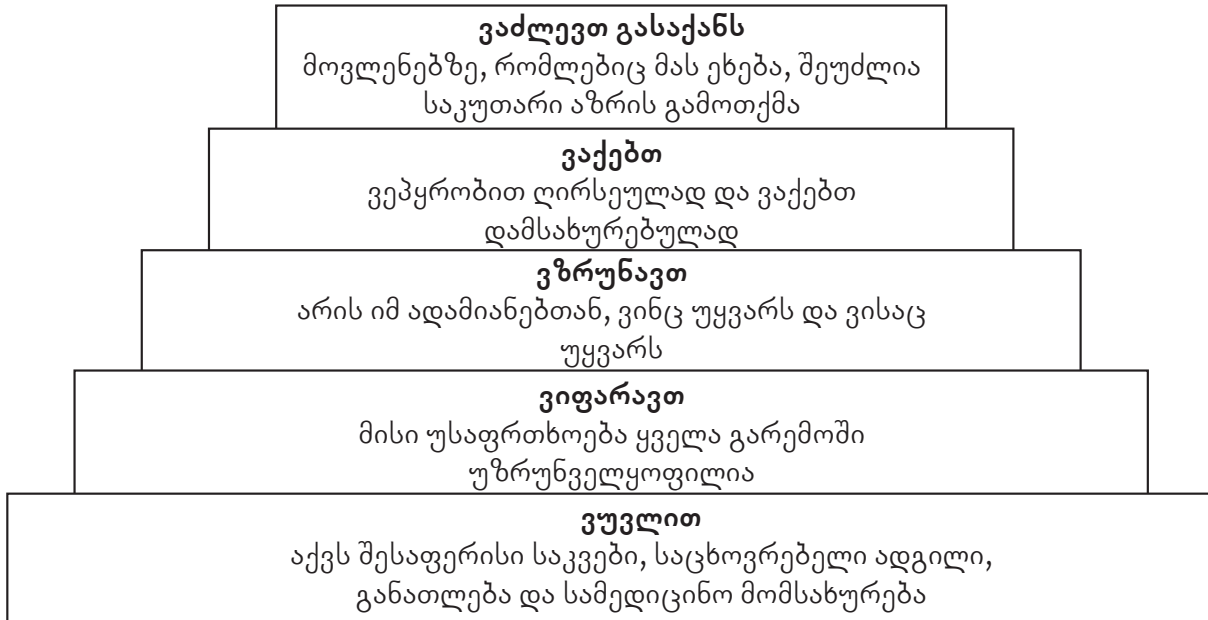 ვაძლევთ გასაქანს
მოვლენებზე, რომლებიც მას ეხება, შეუძლია
საკუთარი აზრის გამოთქმა
ვაქებთ
ვეპყრობით ღირსეულად და ვაქებთ
დამსახურებულად
ვზრუნავთ
არის იმ ადამიანებთან, ვინც უყვარს და ვისაც
უყვარს
ვიფარავთ
მისი უსაფრთხოება ყველა გარემოში
უზრუნველყოფილია
ვუვლით
აქვს შესაფერისი საკვები, საცხოვრებელი ადგილი,
განათლება და სამედიცინო მომსახურება